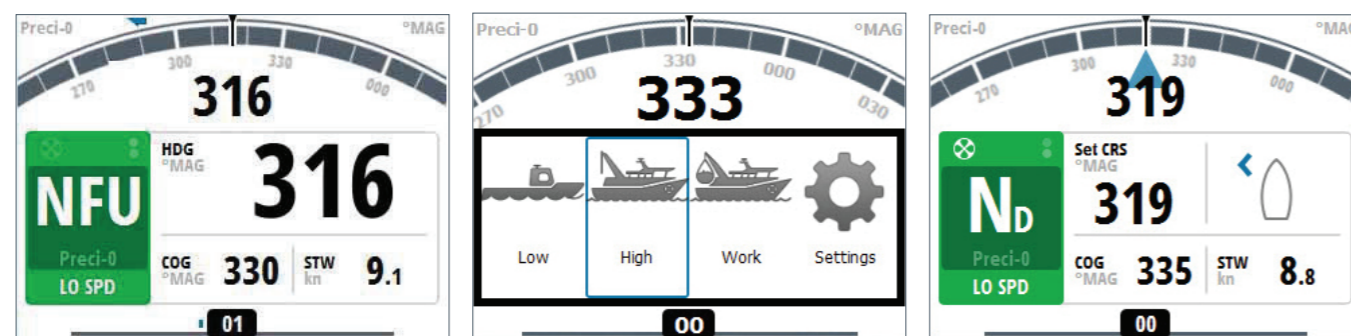 Preci-0 °MAG
270 300 330 000
316
NFU
Preci-0
LO SPD
HDG
°MAG
316
COG
°MAG
330
STW
kn
9.1
01
Preci-0 °MAG
270 300 330 000 030
333
Low High Work Settings
00
Preci-0 °MAG
270 300 330 000
319
ND
Preci-0
LO SPD
Set CRS
°MAG
319
COG
°MAG
335
STW
kn
8.8
00